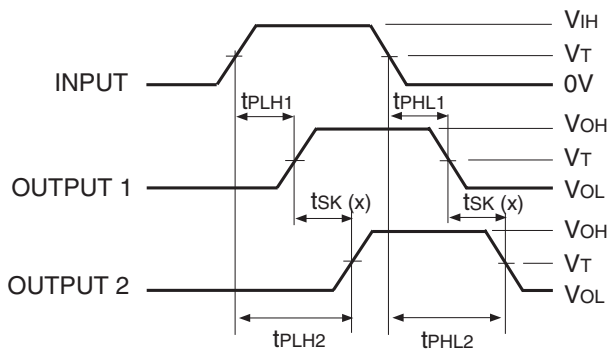 VIH
VT
INPUT
0V
tPLH1
tPHL1
VOH
VT
OUTPUT 1
VOL
tSK (x)
tSK (x)
VOH
VT
OUTPUT 2
VOL
tPLH2
tPHL2